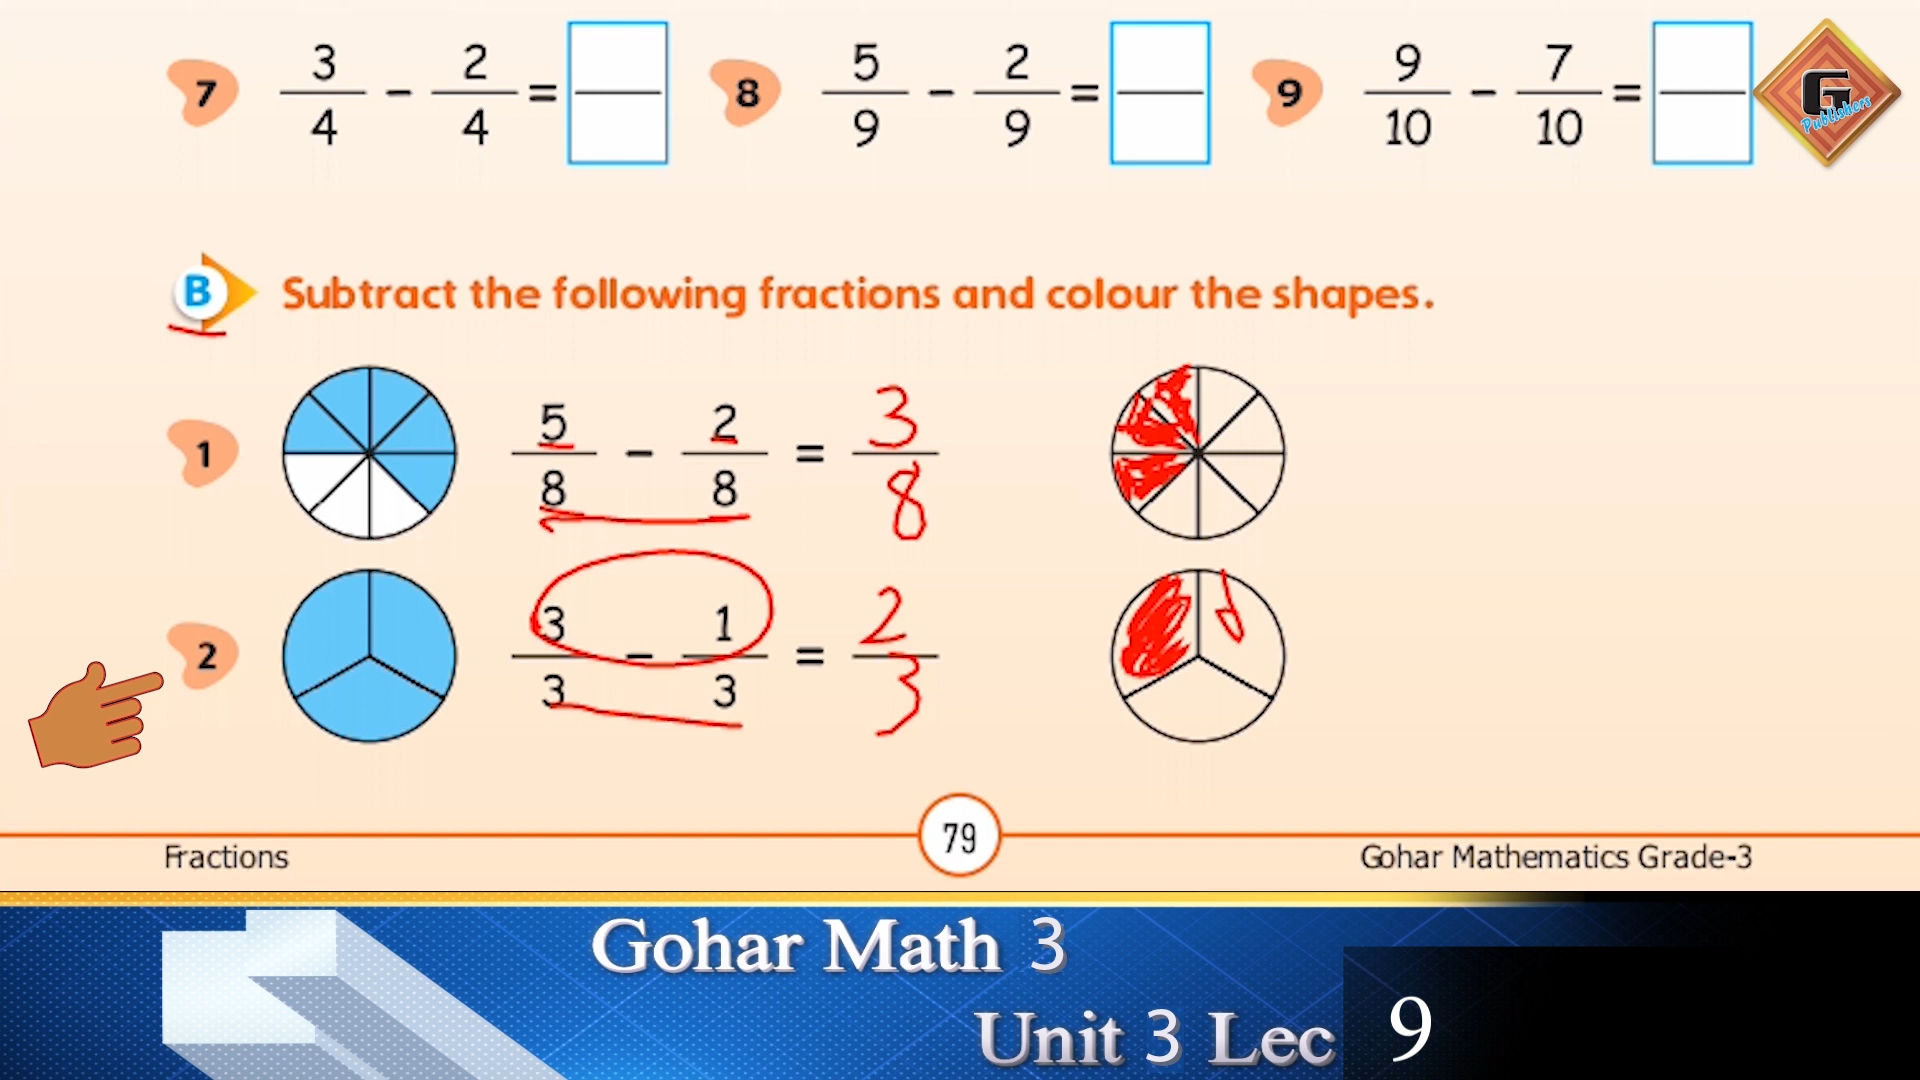 7 3/4 - 2/4 = 8 5/9 - 2/9 = 9 9/10 - 7/10 =
G Publishers
B Subtract the following fractions and colour the shapes.
1 5/8 - 2/8 = 3/8
2 3/3 - 1/3 = 2/3
79
Fractions Gohar Mathematics Grade-3
Gohar Math 3
Unit 3 Lec 9